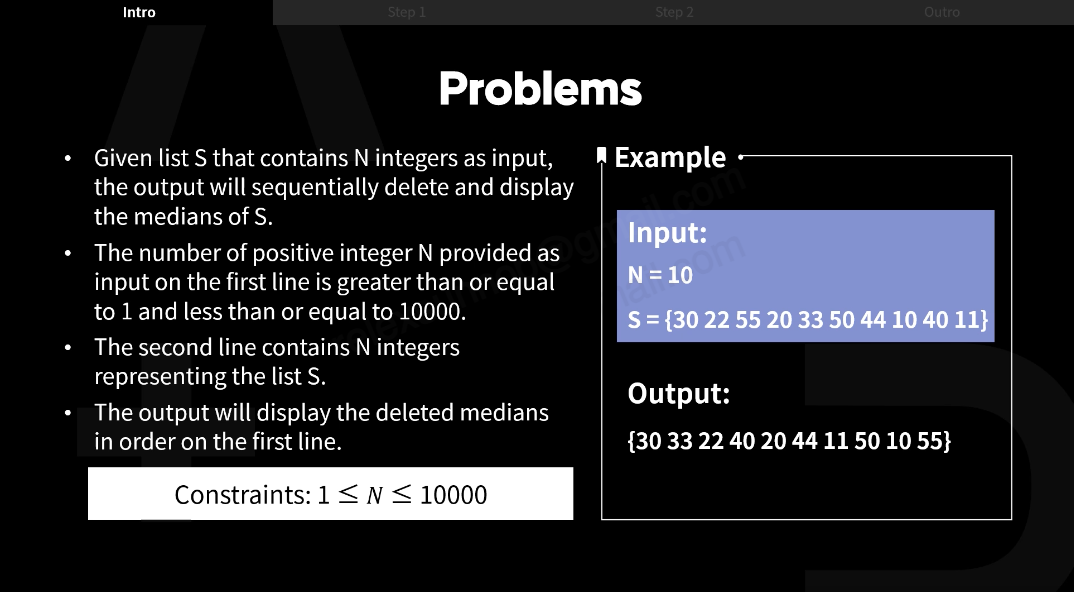 Intro Step 1 Step 2 Outro
Problems
• Given list S that contains N integers as input,
the output will sequentially delete and display
the medians of S.
• The number of positive integer N provided as
input on the first line is greater than or equal
to 1 and less than or equal to 10000.
• The second line contains N integers
representing the list S.
• The output will display the deleted medians
in order on the first line.
Constraints: 1 ≤ N ≤ 10000
Example
Input:
N = 10
S = {30 22 55 20 33 50 44 10 40 11}
Output:
{30 33 22 40 20 44 11 50 10 55}